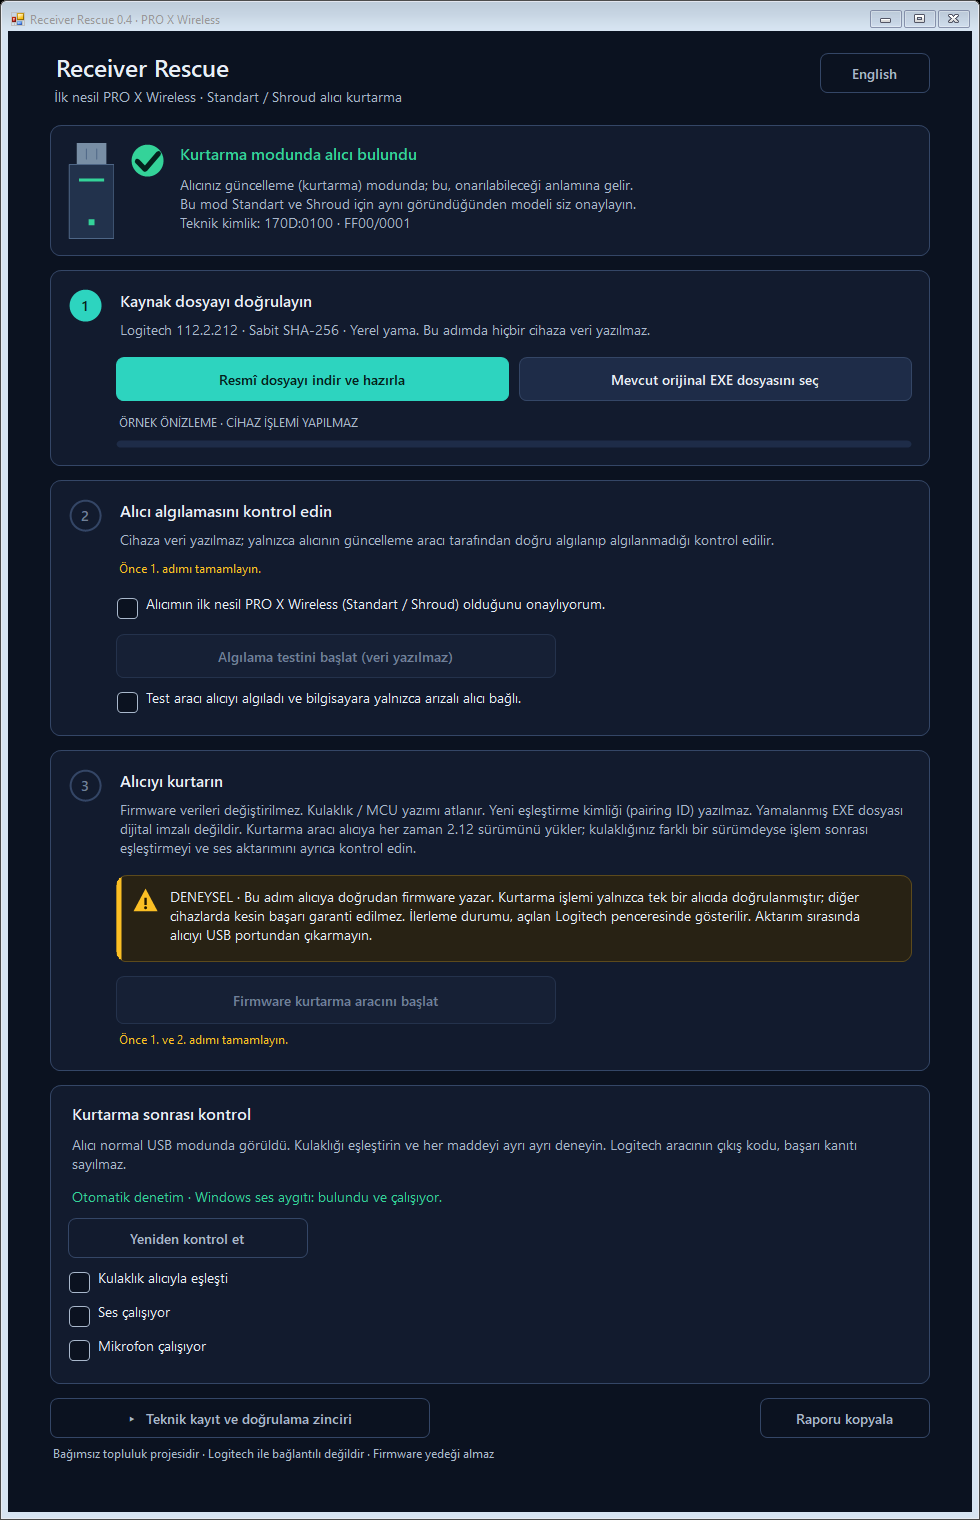 Receiver Rescue 0.4 · PRO X Wireless
Receiver Rescue
English
İlk nesil PRO X Wireless · Standart / Shroud alıcı kurtarma
Kurtarma modunda alıcı bulundu
Alıcınız güncelleme (kurtarma) modunda; bu, onarılabileceği anlamına gelir.
Bu mod Standart ve Shroud için aynı göründüğünden modeli siz onaylayın.
Teknik kimlik: 170D:0100 · FF00/0001
1
Kaynak dosyayı doğrulayın
Logitech 112.2.212 · Sabit SHA-256 · Yerel yama. Bu adımda hiçbir cihaza veri yazılmaz.
Resmî dosyayı indir ve hazırla
Mevcut orijinal EXE dosyasını seç
ÖRNEK ÖNİZLEME · CİHAZ İŞLEMİ YAPILMAZ
2
Alıcı algılamasını kontrol edin
Cihaza veri yazılmaz; yalnızca alıcının güncelleme aracı tarafından doğru algılanıp algılanmadığı kontrol edilir.
Önce 1. adımı tamamlayın.
Alıcımın ilk nesil PRO X Wireless (Standart / Shroud) olduğunu onaylıyorum.
Algılama testini başlat (veri yazılmaz)
Test aracı alıcıyı algıladı ve bilgisayara yalnızca arızalı alıcı bağlı.
3
Alıcıyı kurtarın
Firmware verileri değiştirilmez. Kulaklık / MCU yazımı atlanır. Yeni eşleştirme kimliği (pairing ID) yazılmaz. Yamalanmış EXE dosyası
dijital imzalı değildir. Kurtarma aracı alıcıya her zaman 2.12 sürümünü yükler; kulaklığınız farklı bir sürümdeyse işlem sonrası
eşleştirmeyi ve ses aktarımını ayrıca kontrol edin.
DENEYSEL · Bu adım alıcıya doğrudan firmware yazar. Kurtarma işlemi yalnızca tek bir alıcıda doğrulanmıştır; diğer
cihazlarda kesin başarı garanti edilmez. İlerleme durumu, açılan Logitech penceresinde gösterilir. Aktarım sırasında
alıcıyı USB portundan çıkarmayın.
Firmware kurtarma aracını başlat
Önce 1. ve 2. adımı tamamlayın.
Kurtarma sonrası kontrol
Alıcı normal USB modunda görüldü. Kulaklığı eşleştirin ve her maddeyi ayrı ayrı deneyin. Logitech aracının çıkış kodu, başarı kanıtı
sayılmaz.
Otomatik denetim · Windows ses aygıtı: bulundu ve çalışıyor.
Yeniden kontrol et
Kulaklık alıcıyla eşleşti
Ses çalışıyor
Mikrofon çalışıyor
Teknik kayıt ve doğrulama zinciri
Raporu kopyala
Bağımsız topluluk projesidir · Logitech ile bağlantılı değildir · Firmware yedeği almaz